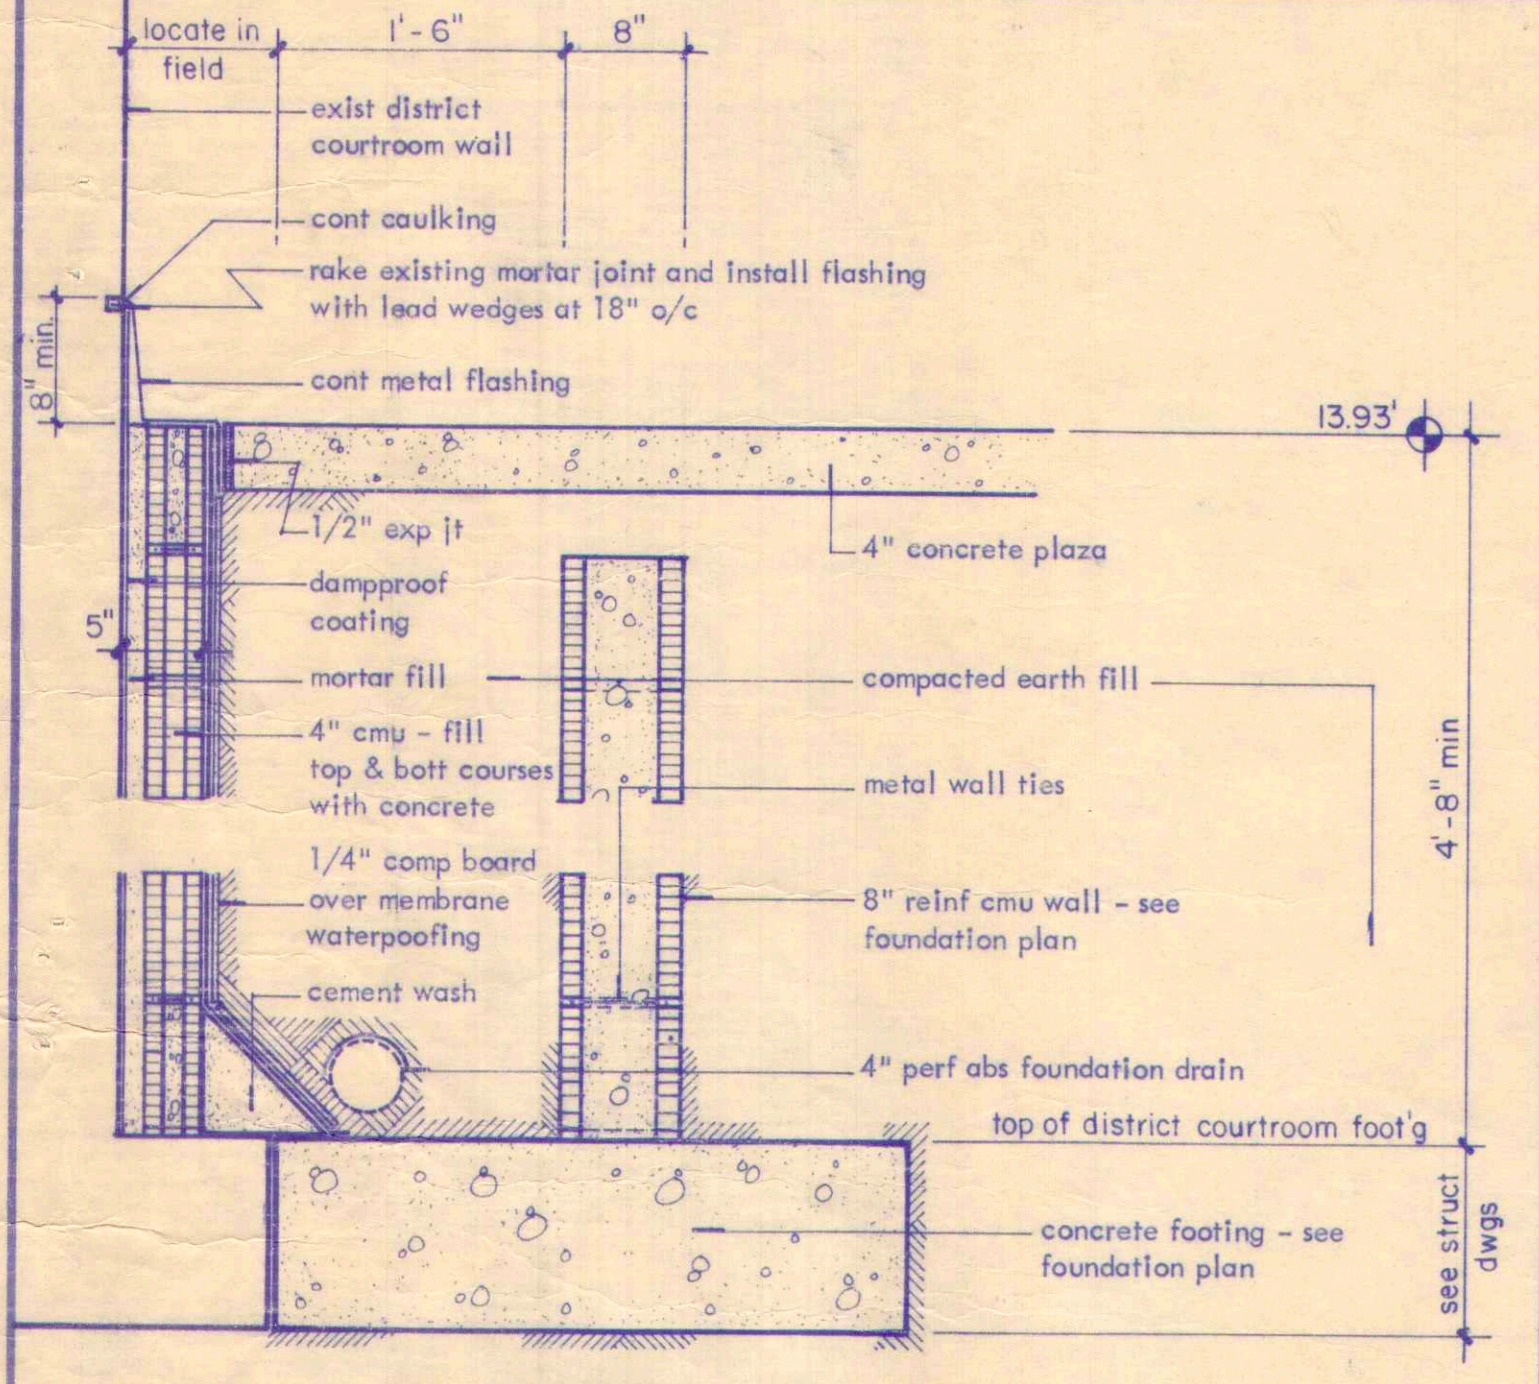 locate in
field
1'-6"
8"
exist district
courtroom wall
cont caulking
rake existing mortar joint and install flashing
with lead wedges at 18" o/c
8" min.
cont metal flashing
13.93'
1/2" exp jt
4" concrete plaza
dampproof
coating
5"
mortar fill
compacted earth fill
4" cmu - fill
top & bott courses
with concrete
metal wall ties
4'-8" min
1/4" comp board
over membrane
waterpoofing
8" reinf cmu wall - see
foundation plan
cement wash
4" perf abs foundation drain
top of district courtroom foot'g
concrete footing - see
foundation plan
see struct
dwgs